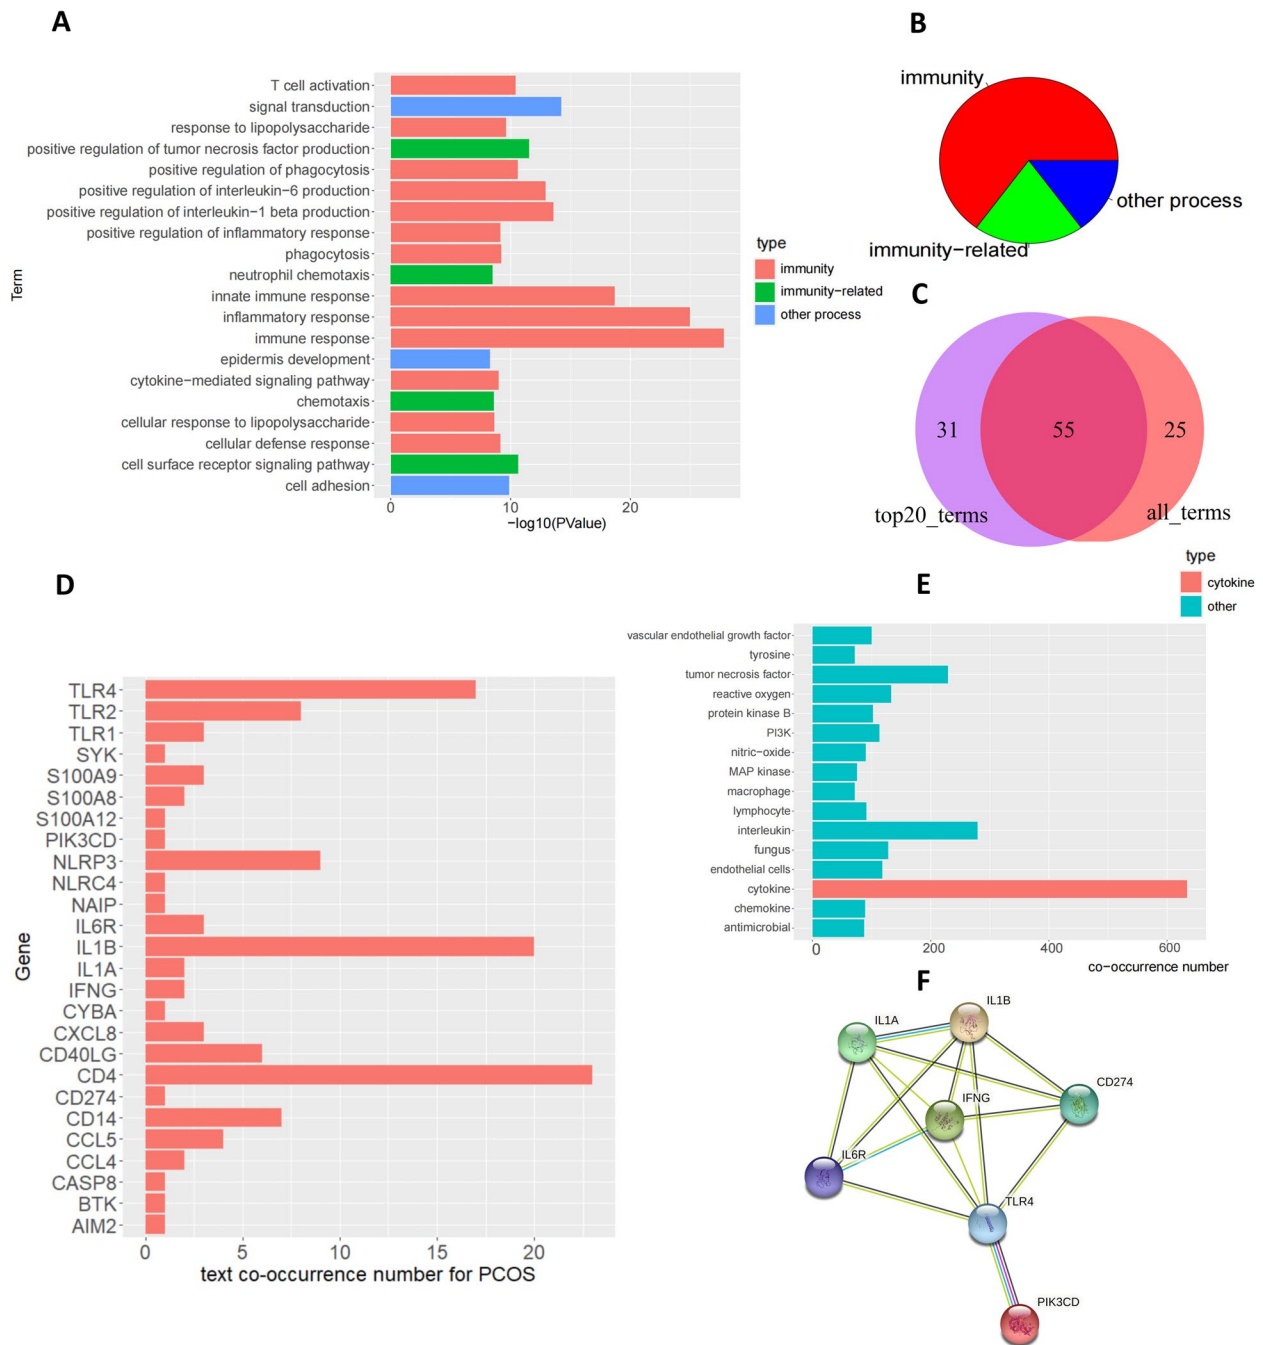 A
T cell activation
signal transduction
response to lipopolysaccharide
positive regulation of tumor necrosis factor production
positive regulation of phagocytosis
positive regulation of interleukin−6 production
positive regulation of interleukin−1 beta production
positive regulation of inflammatory response
phagocytosis
neutrophil chemotaxis
innate immune response
inflammatory response
immune response
epidermis development
cytokine−mediated signaling pathway
chemotaxis
cellular response to lipopolysaccharide
cellular defense response
cell surface receptor signaling pathway
cell adhesion
Term
0 10 20
−log10(PValue)
type
immunity
immunity−related
other process
B
immunity
other process
immunity−related
C
31 55 25
top20_terms all_terms
D
TLR4
TLR2
TLR1
SYK
S100A9
S100A8
S100A12
PIK3CD
NLRP3
NLRC4
NAIP
IL6R
IL1B
IL1A
IFNG
CYBA
CXCL8
CD40LG
CD4
CD274
CD14
CCL5
CCL4
CASP8
BTK
AIM2
Gene
0 5 10 15 20
text co−occurrence number for PCOS
E
type
cytokine
other
vascular endothelial growth factor
tyrosine
tumor necrosis factor
reactive oxygen
protein kinase B
PI3K
nitric−oxide
MAP kinase
macrophage
lymphocyte
interleukin
fungus
endothelial cells
cytokine
chemokine
antimicrobial
0 200 400 600
co−occurrence number
F
IL1B
IL1A
CD274
IFNG
IL6R
TLR4
PIK3CD